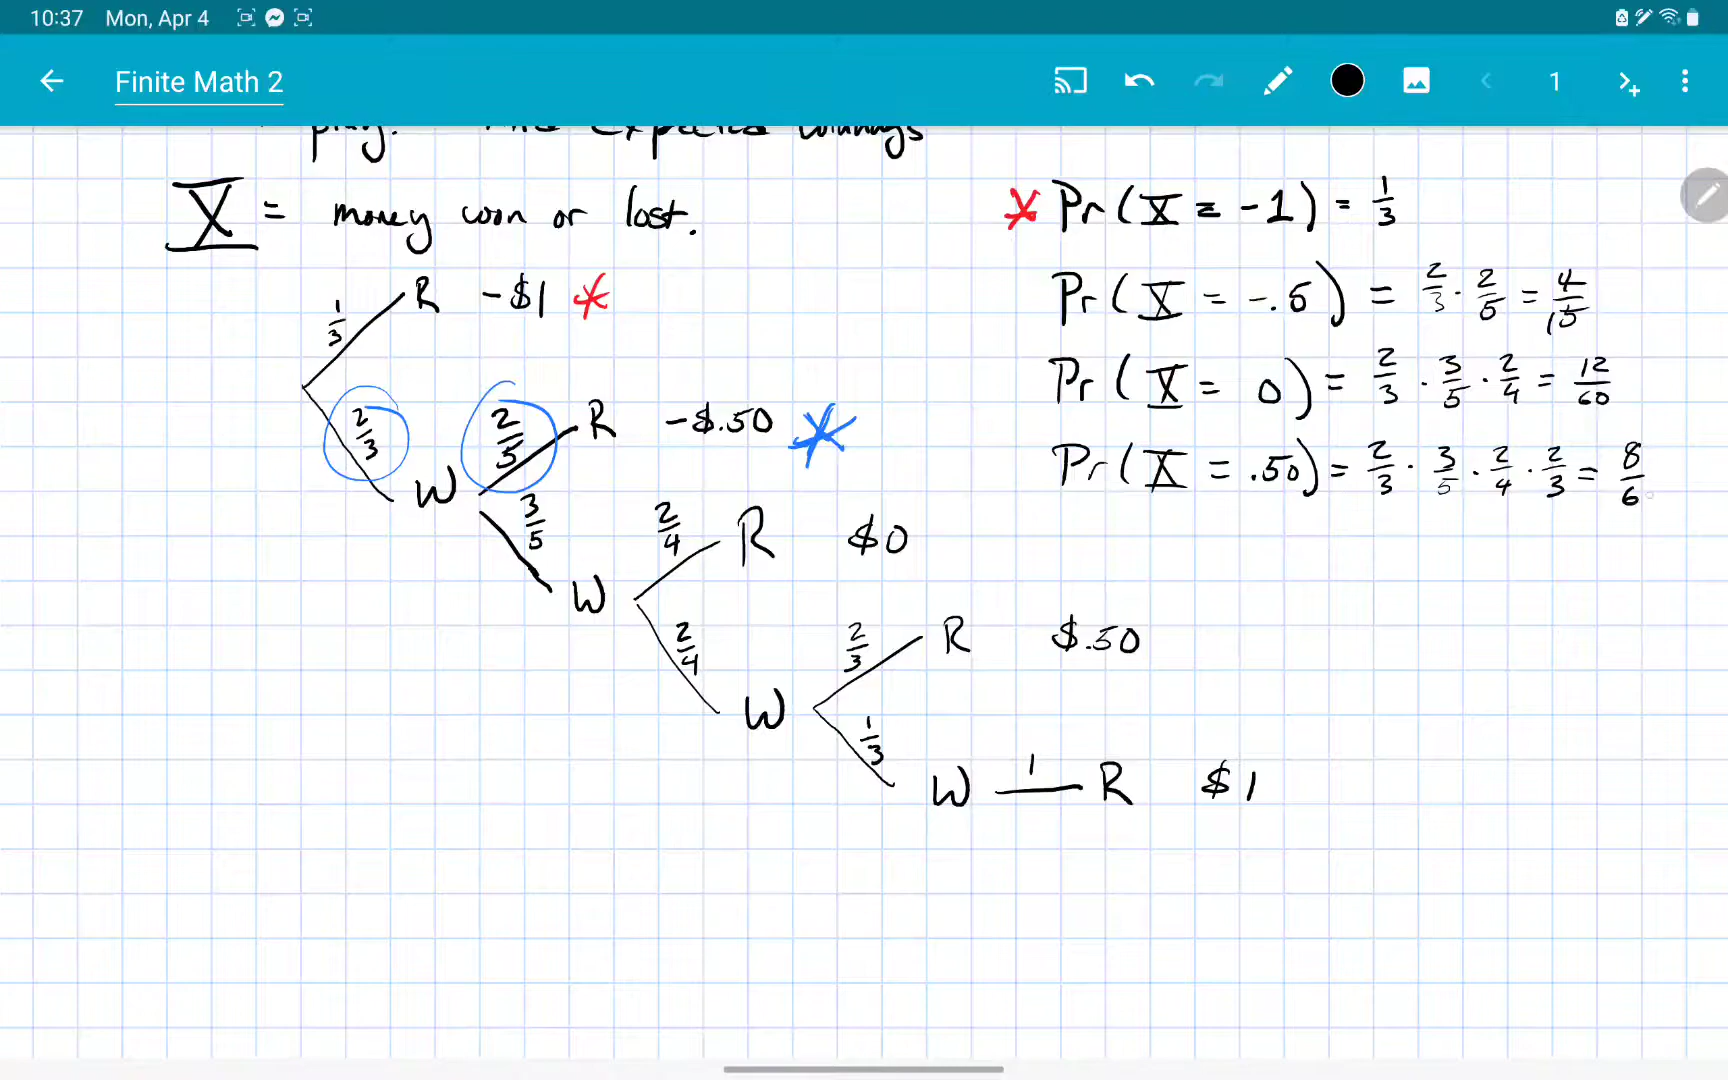 10:37 Mon, Apr 4
Finite Math 2
1
play. expected winnings
X = money won or lost.
1/3 R -$1 *
2/3 W 2/5 R -$.50 *
3/5 W 2/4 R $0
2/4 W 2/3 R $.50
1/3 W 1 R $1
* Pr(X = -1) = 1/3
Pr(X = -.5) = 2/3 · 2/5 = 4/15
Pr(X = 0) = 2/3 · 3/5 · 2/4 = 12/60
Pr(X = .50) = 2/3 · 3/5 · 2/4 · 2/3 = 8/6